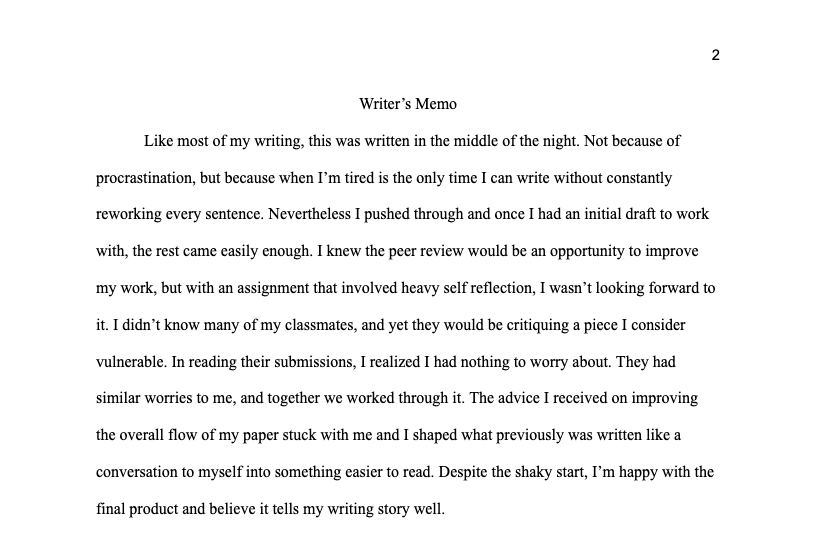 2
Writer’s Memo
Like most of my writing, this was written in the middle of the night. Not because of
procrastination, but because when I’m tired is the only time I can write without constantly
reworking every sentence. Nevertheless I pushed through and once I had an initial draft to work
with, the rest came easily enough. I knew the peer review would be an opportunity to improve
my work, but with an assignment that involved heavy self reflection, I wasn’t looking forward to
it. I didn’t know many of my classmates, and yet they would be critiquing a piece I consider
vulnerable. In reading their submissions, I realized I had nothing to worry about. They had
similar worries to me, and together we worked through it. The advice I received on improving
the overall flow of my paper stuck with me and I shaped what previously was written like a
conversation to myself into something easier to read. Despite the shaky start, I’m happy with the
final product and believe it tells my writing story well.